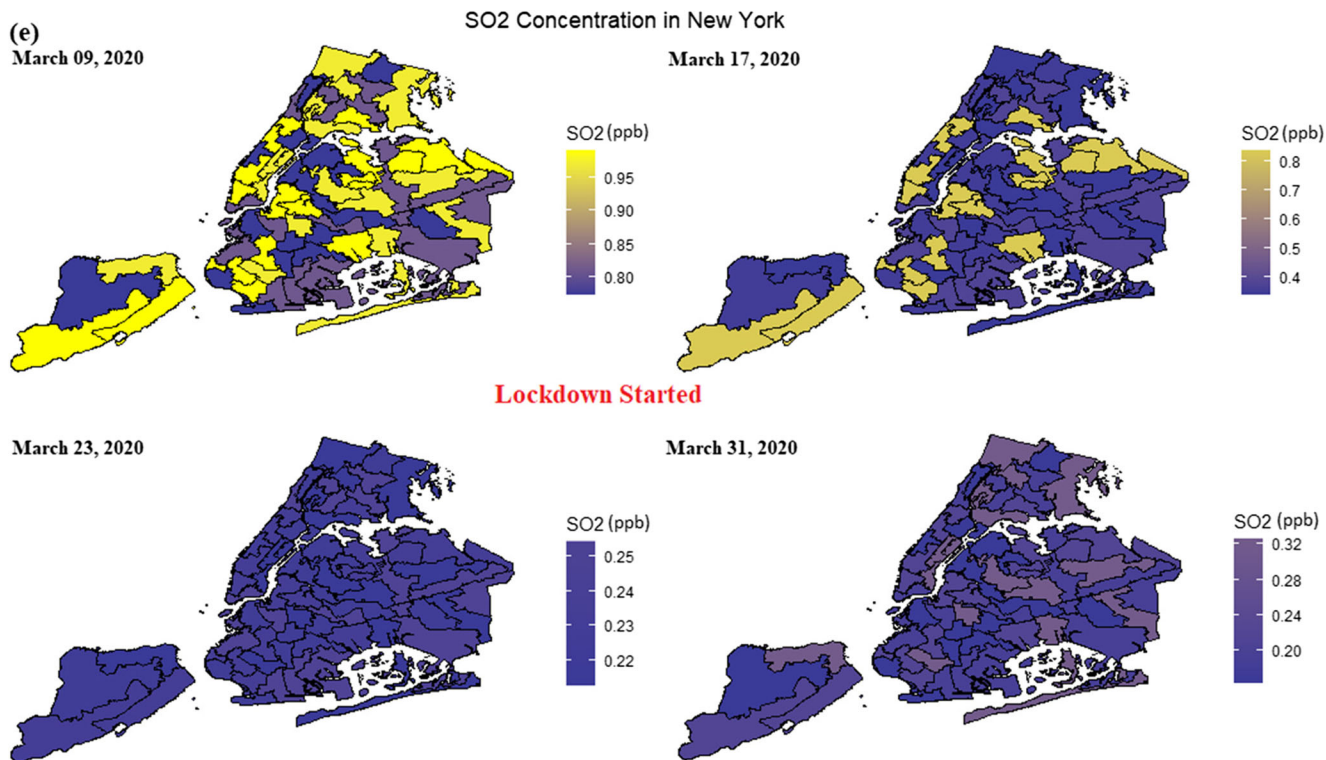 (e)
SO2 Concentration in New York
March 09, 2020
SO2 (ppb)
0.95
0.90
0.85
0.80
March 17, 2020
SO2 (ppb)
0.8
0.7
0.6
0.5
0.4
Lockdown Started
March 23, 2020
SO2 (ppb)
0.25
0.24
0.23
0.22
March 31, 2020
SO2 (ppb)
0.32
0.28
0.24
0.20